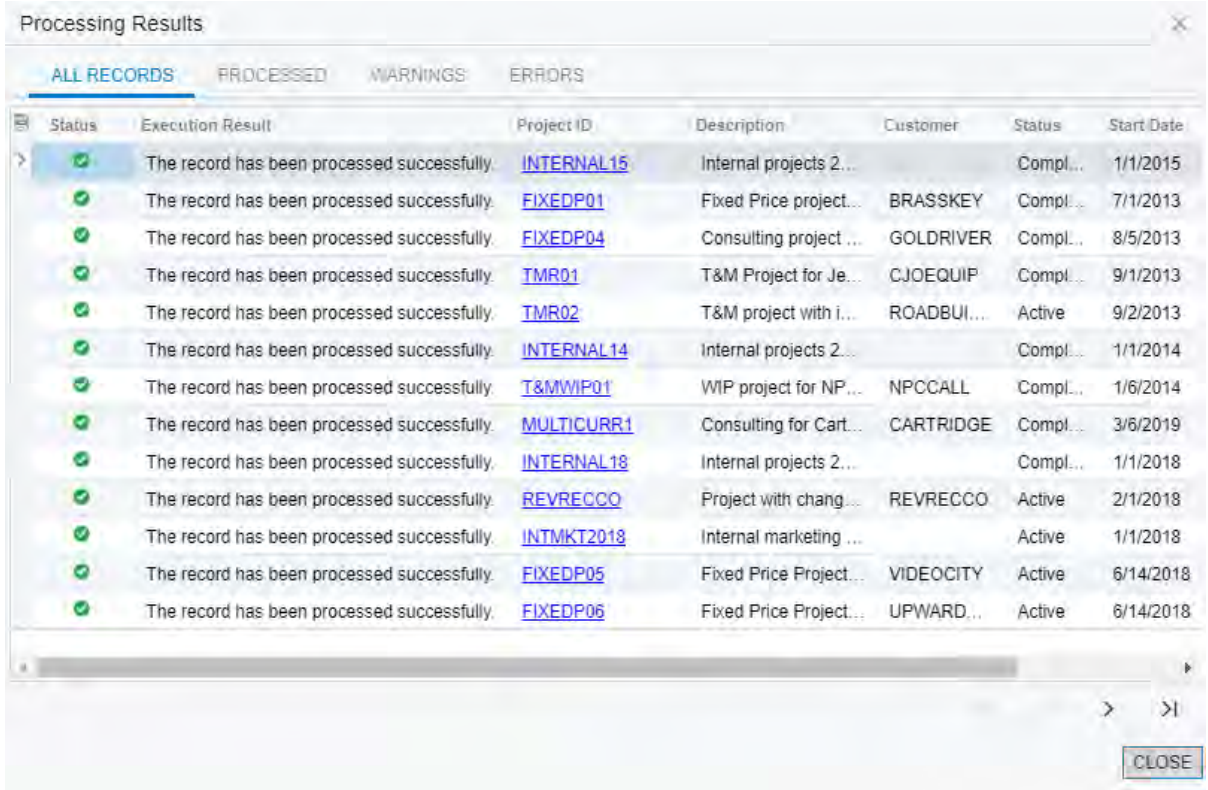 Processing Results
ALL RECORDS PROCESSED WARNINGS ERRORS
Status Execution Result Project ID Description Customer Status Start Date
The record has been processed successfully. INTERNAL15 Internal projects 2... Compl... 1/1/2015
The record has been processed successfully. FIXEDP01 Fixed Price project... BRASSKEY Compl... 7/1/2013
The record has been processed successfully. FIXEDP04 Consulting project ... GOLDRIVER Compl... 8/5/2013
The record has been processed successfully. TMR01 T&M Project for Je... CJOEQUIP Compl... 9/1/2013
The record has been processed successfully. TMR02 T&M project with i... ROADBUI... Active 9/2/2013
The record has been processed successfully. INTERNAL14 Internal projects 2... Compl... 1/1/2014
The record has been processed successfully. T&MWIP01 WIP project for NP... NPCCALL Compl... 1/6/2014
The record has been processed successfully. MULTICURR1 Consulting for Cart... CARTRIDGE Compl... 3/6/2019
The record has been processed successfully. INTERNAL18 Internal projects 2... Compl... 1/1/2018
The record has been processed successfully. REVRECCO Project with chang... REVRECCO Active 2/1/2018
The record has been processed successfully. INTMKT2018 Internal marketing ... Active 1/1/2018
The record has been processed successfully. FIXEDP05 Fixed Price Project... VIDEOCITY Active 6/14/2018
The record has been processed successfully. FIXEDP06 Fixed Price Project... UPWARD... Active 6/14/2018
CLOSE